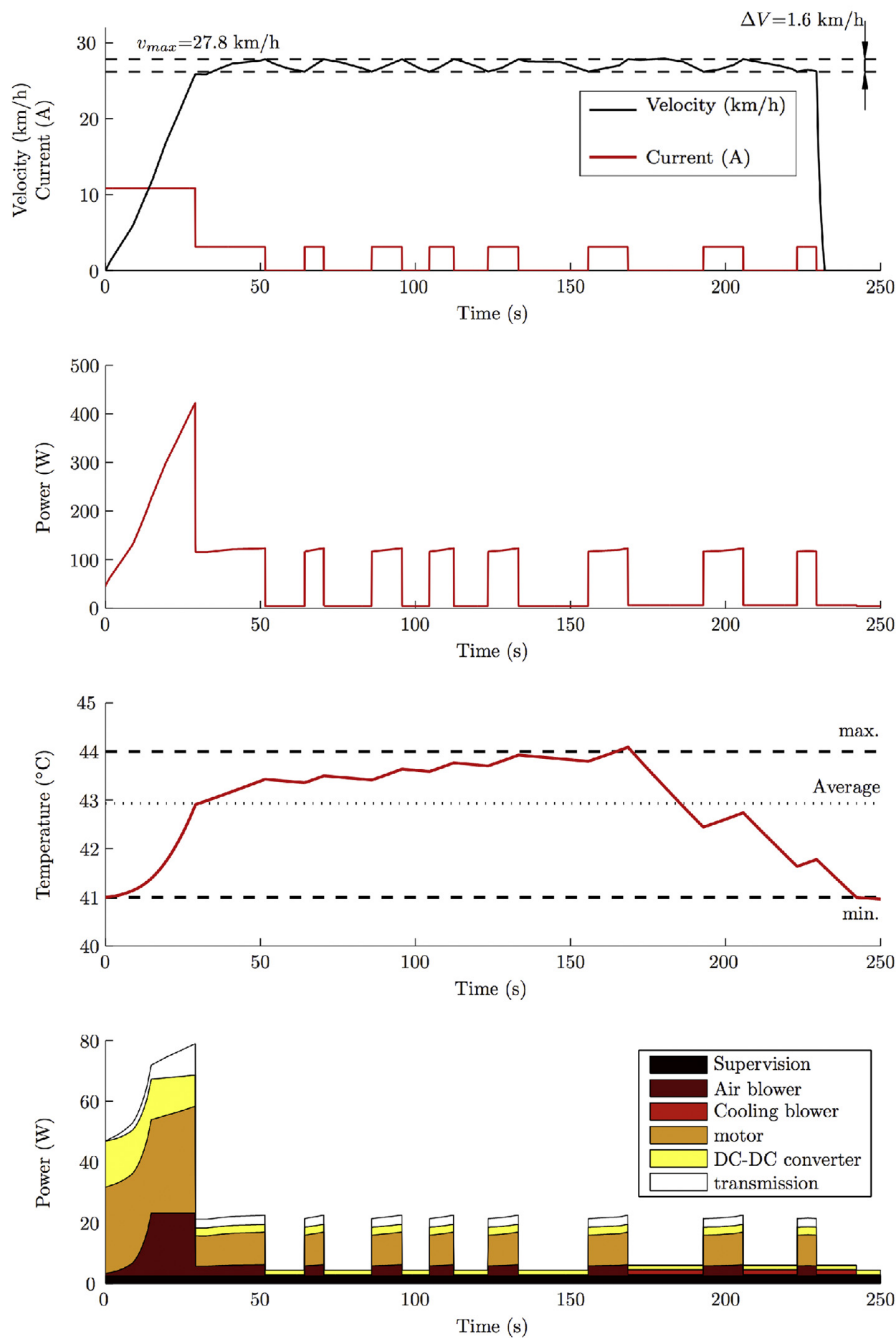 ΔV=1.6 km/h
v_max=27.8 km/h
30
20
10
0
Velocity (km/h)
Current (A)
Velocity (km/h)
Current (A)
0 50 100 150 200 250
Time (s)
500
400
300
200
100
0
Power (W)
0 50 100 150 200 250
Time (s)
45
44
43
42
41
40
Temperature (°C)
max.
Average
min.
0 50 100 150 200 250
Time (s)
80
60
40
20
0
Power (W)
Supervision
Air blower
Cooling blower
motor
DC-DC converter
transmission
0 50 100 150 200 250
Time (s)